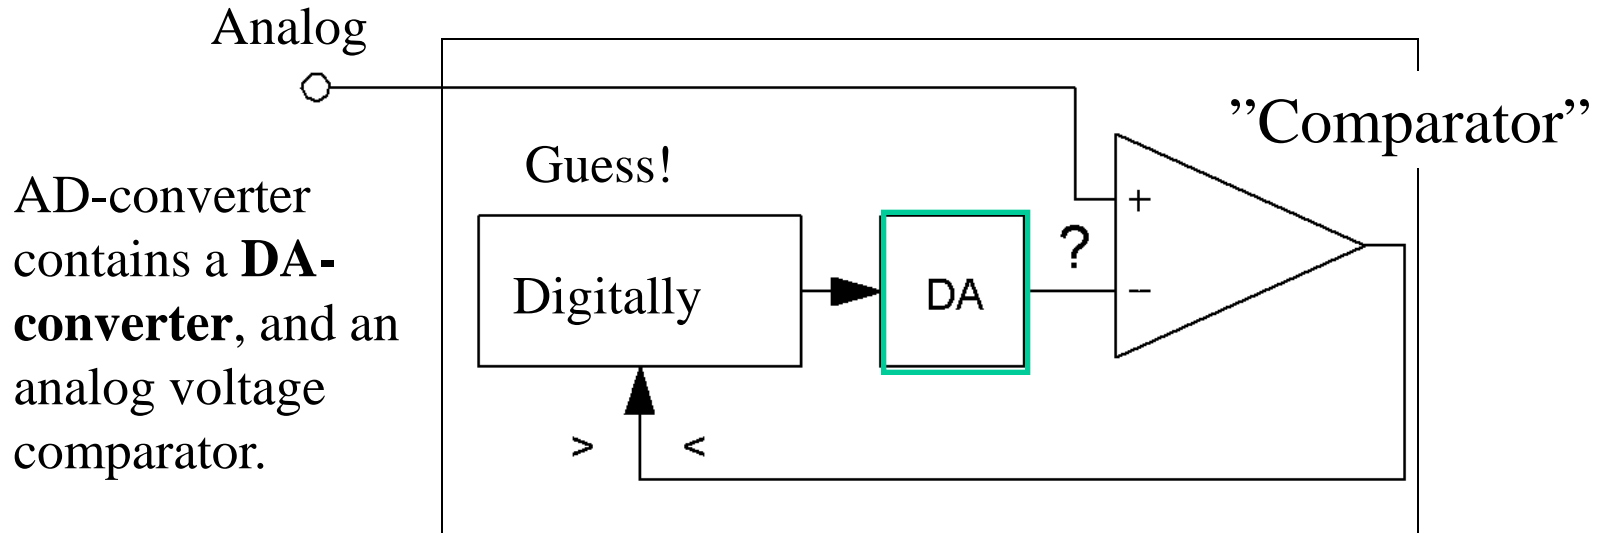 Analog
"Comparator"
Guess!
AD-converter
contains a DA-
converter, and an
analog voltage
comparator.
Digitally
DA
?
+
–
> <